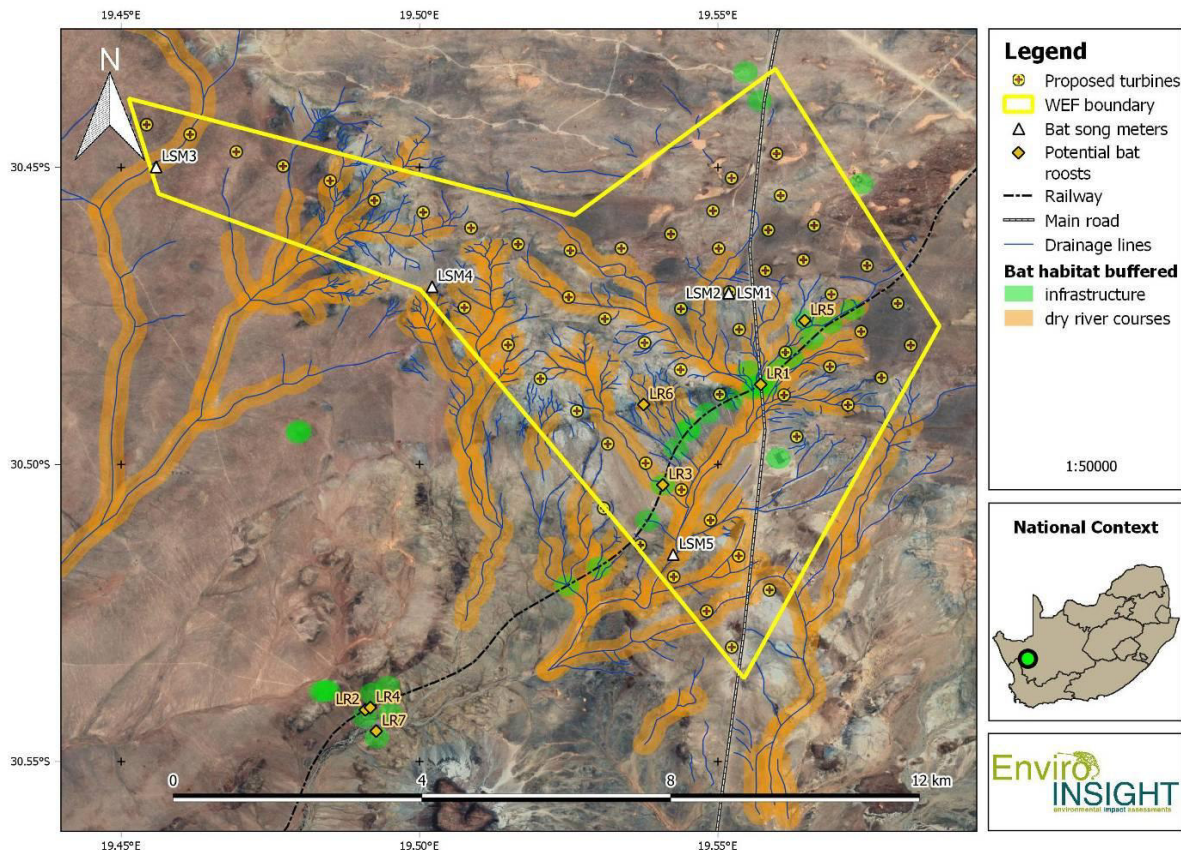 19.45°E
19.50°E
19.55°E
N
30.45°S
30.50°S
30.55°S
LSM3
LSM4
LSM2
LSM1
LR5
LR1
LR6
LR3
LSM5
LR2
LR4
LR7
0
4
8
12 km
19.45°E
19.50°E
19.55°E
Legend
Proposed turbines
WEF boundary
Bat song meters
Potential bat
roosts
Railway
Main road
Drainage lines
Bat habitat buffered
infrastructure
dry river courses
1:50000
National Context
Enviro
INSIGHT
environmental impact assessments